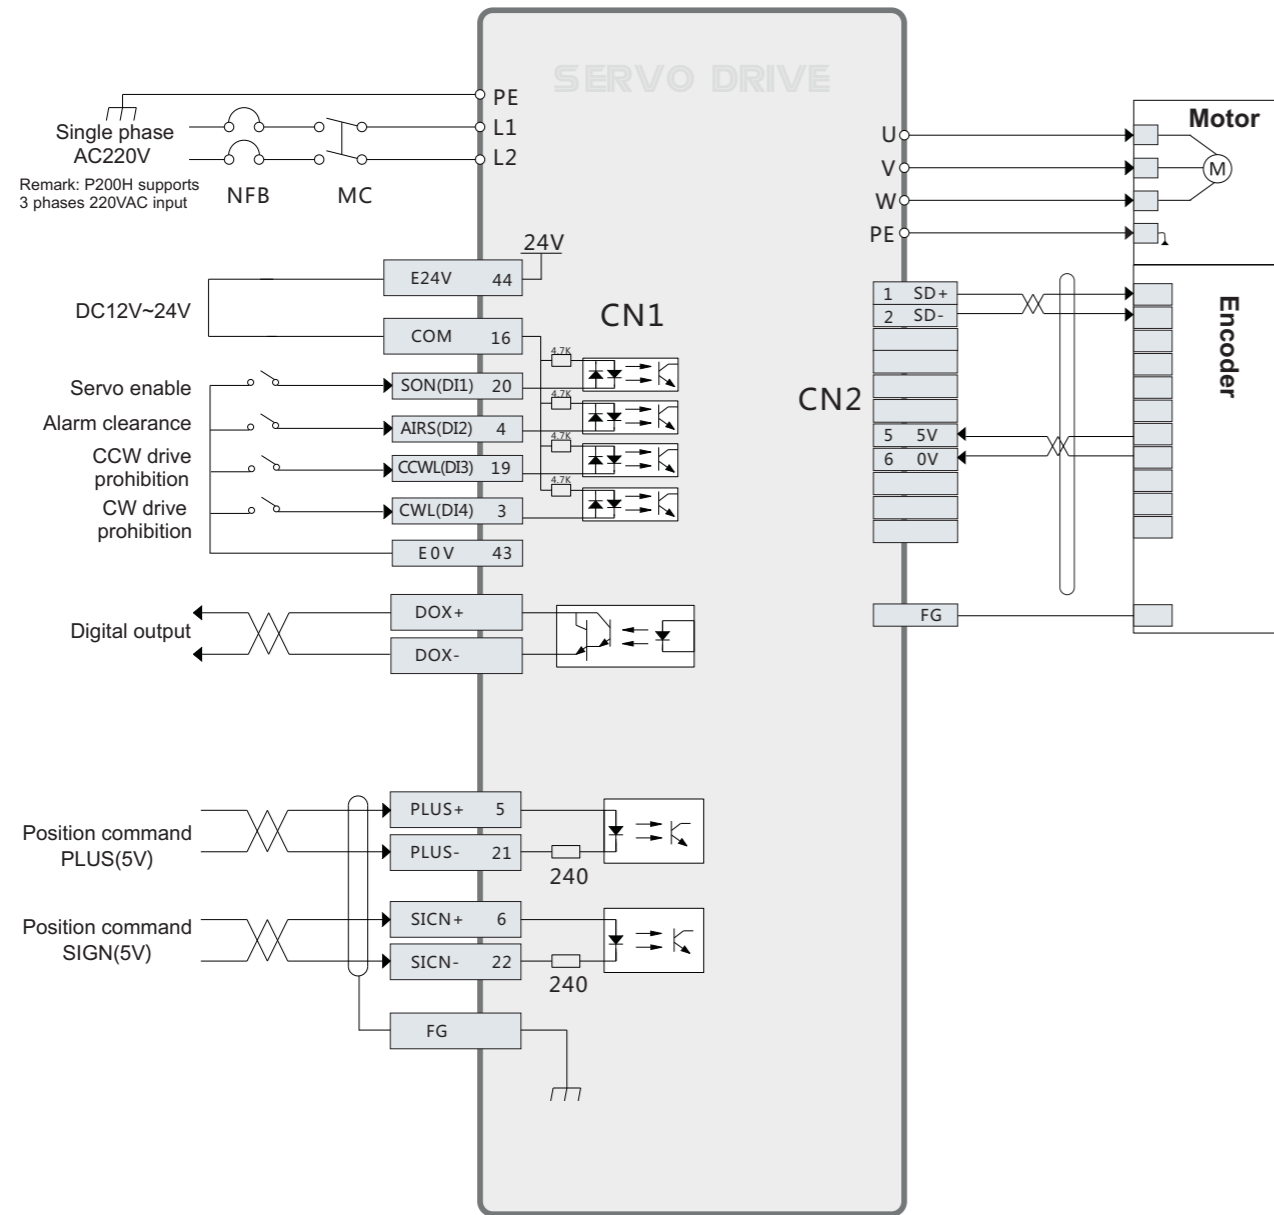 SERVO DRIVE
PE
L1
L2
Single phase
AC220V
Remark: P200H supports
3 phases 220VAC input
NFB
MC
U
V
W
PE
Motor
M
24V
E24V 44
DC12V~24V
COM 16
CN1
4.7K
Servo enable
SON(DI1) 20
4.7K
Alarm clearance
AIRS(DI2) 4
4.7K
CCW drive
prohibition
CCWL(DI3) 19
4.7K
CW drive
prohibition
CWL(DI4) 3
E0V 43
Digital output
DOX+
DOX-
CN2
1 SD+
2 SD-
5 5V
6 0V
FG
Encoder
Position command
PLUS(5V)
PLUS+ 5
PLUS- 21
240
Position command
SIGN(5V)
SICN+ 6
SICN- 22
240
FG